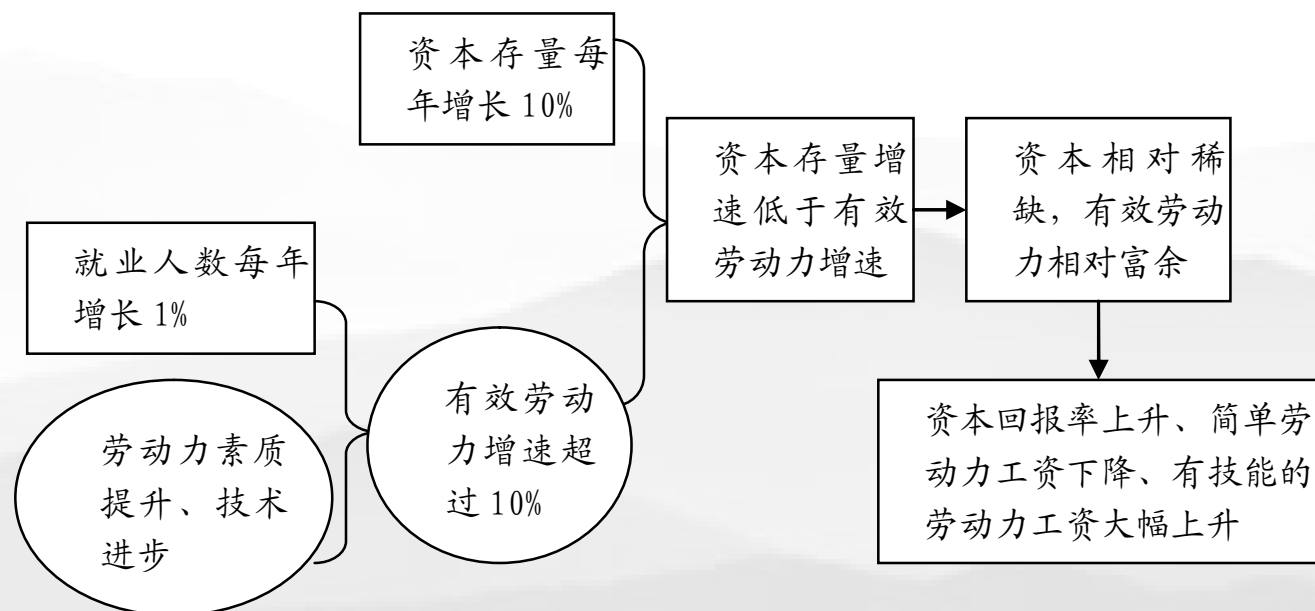 资本存量每
年增长 10%
就业人数每年
增长 1%
劳动力素质
提升、技术
进步
有效劳动
力增速超
过 10%
资本存量增
速低于有效
劳动力增速
资本相对稀
缺，有效劳动
力相对富余
资本回报率上升、简单劳
动力工资下降、有技能的
劳动力工资大幅上升